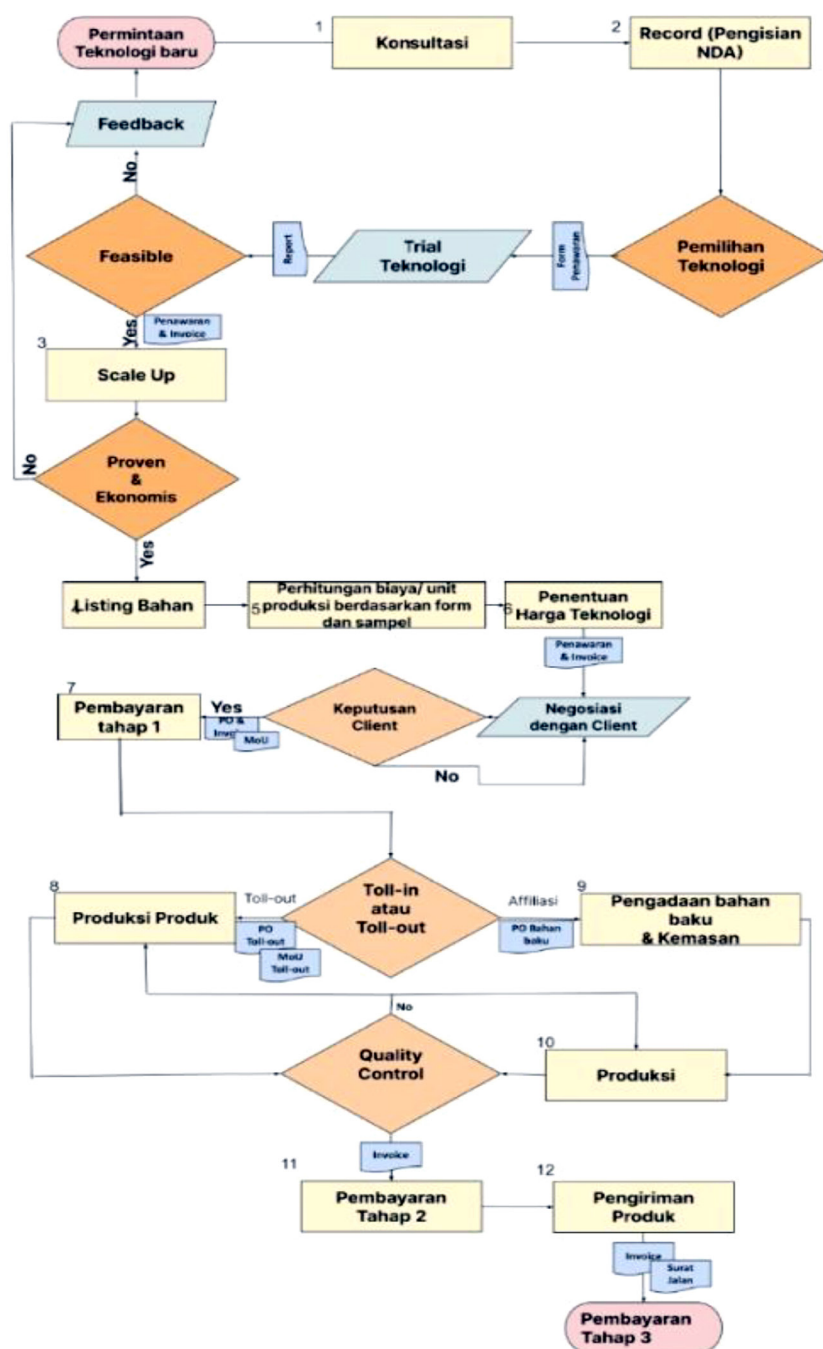 Permintaan
Teknologi baru
1
Konsultasi
2
Record (Pengisian
NDA)
Feedback
No
Feasible
Report
Trial
Teknologi
Form
Penawaran
Pemilihan
Teknologi
Yes
Penawaran
& Invoice
3
Scale Up
No
Proven
&
Ekonomis
Yes
4
Listing Bahan
5
Perhitungan biaya/ unit
produksi berdasarkan form
dan sampel
6
Penentuan
Harga Teknologi
Penawaran
& Invoice
7
Pembayaran
tahap 1
Yes
PO &
MoU
Keputusan
Client
Negosiasi
dengan Client
No
8
Produksi Produk
Toll-out
PO
Toll-out
MoU
Toll-out
Toll-in
atau
Toll-out
Affiliasi
PO Bahan
baku
9
Pengadaan bahan
baku
& Kemasan
No
Quality
Control
10
Produksi
Invoice
11
Pembayaran
Tahap 2
12
Pengiriman
Produk
Invoice
Surat
Jalan
Pembayaran
Tahap 3